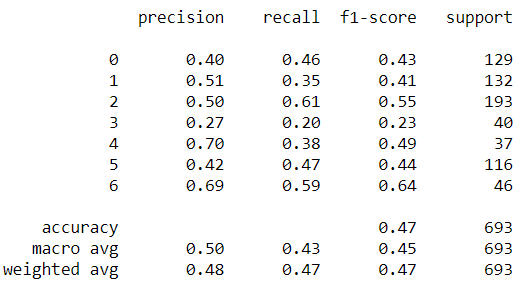 precision recall f1-score support
0 0.40 0.46 0.43 129
1 0.51 0.35 0.41 132
2 0.50 0.61 0.55 193
3 0.27 0.20 0.23 40
4 0.70 0.38 0.49 37
5 0.42 0.47 0.44 116
6 0.69 0.59 0.64 46
accuracy 0.47 693
macro avg 0.50 0.43 0.45 693
weighted avg 0.48 0.47 0.47 693